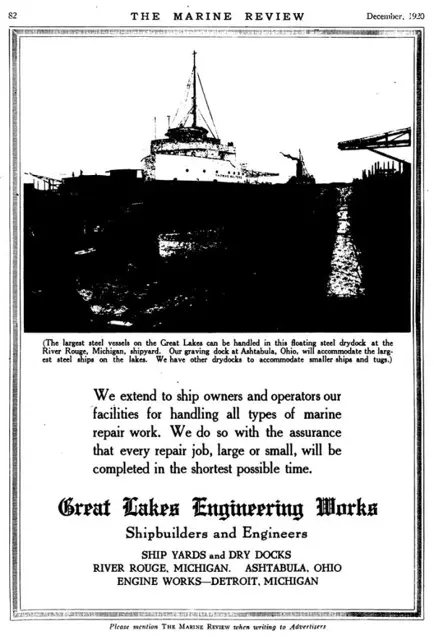 82 THE MARINE REVIEW December, 1920
(The largest steel vessels on the Great Lakes can be handled in this floating steel drydock at the
River Rouge, Michigan, shipyard. Our graving dock at Ashtabula, Ohio, will accommodate the larg-
est steel ships on the lakes. We have other drydocks to accommodate smaller ships and tugs.)
We extend to ship owners and operators our
facilities for handling all types of marine
repair work. We do so with the assurance
that every repair job, large or small, will be
completed in the shortest possible time.
Great Lakes Engineering Works
Shipbuilders and Engineers
SHIP YARDS and DRY DOCKS
RIVER ROUGE, MICHIGAN. ASHTABULA, OHIO
ENGINE WORKS—DETROIT, MICHIGAN
Please mention THE MARINE REVIEW when writing to Advertisers